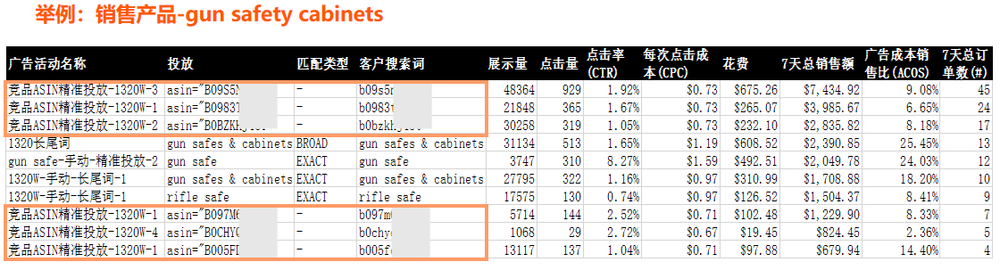 举例：销售产品-gun safety cabinets
广告活动名称 投放 匹配类型 客户搜索词 展示量 点击量 点击率(CTR) 每次点击成本(CPC) 花费 7天总销售额 广告成本销售比(ACOS) 7天总订单数(#)
竞品ASIN精准投放-1320W-3 asin="B09S5 - b09s5 48364 929 1.92% $0.73 $675.26 $7,434.92 9.08% 45
竞品ASIN精准投放-1320W-1 asin="B0983 - b0983 21848 365 1.67% $0.73 $265.07 $3,985.67 6.65% 24
竞品ASIN精准投放-1320W-2 asin="B0BZK - b0bzk 30258 319 1.05% $0.73 $232.10 $2,835.82 8.18% 17
1320长尾词 gun safes & cabinets BROAD gun safes & cabinets 31134 513 1.65% $1.19 $608.52 $2,390.85 25.45% 13
gun safe-手动-精准投放-2 gun safe EXACT gun safe 3747 310 8.27% $1.59 $492.51 $2,049.78 24.03% 12
1320W-手动-长尾词-1 gun safes & cabinets EXACT gun safes & cabinets 27795 322 1.16% $0.97 $310.99 $1,708.88 18.20% 10
1320W-手动-长尾词-1 rifle safe EXACT rifle safe 17575 130 0.74% $0.97 $126.52 $1,504.37 8.41% 9
竞品ASIN精准投放-1320W-1 asin="B097M - b097m 5714 144 2.52% $0.71 $102.48 $1,229.90 8.33% 7
竞品ASIN精准投放-1320W-4 asin="B0CHY - b0chy 1068 29 2.72% $0.67 $19.45 $824.45 2.36% 5
竞品ASIN精准投放-1320W-1 asin="B005F - b005f 13117 137 1.04% $0.71 $97.88 $679.94 14.40% 4